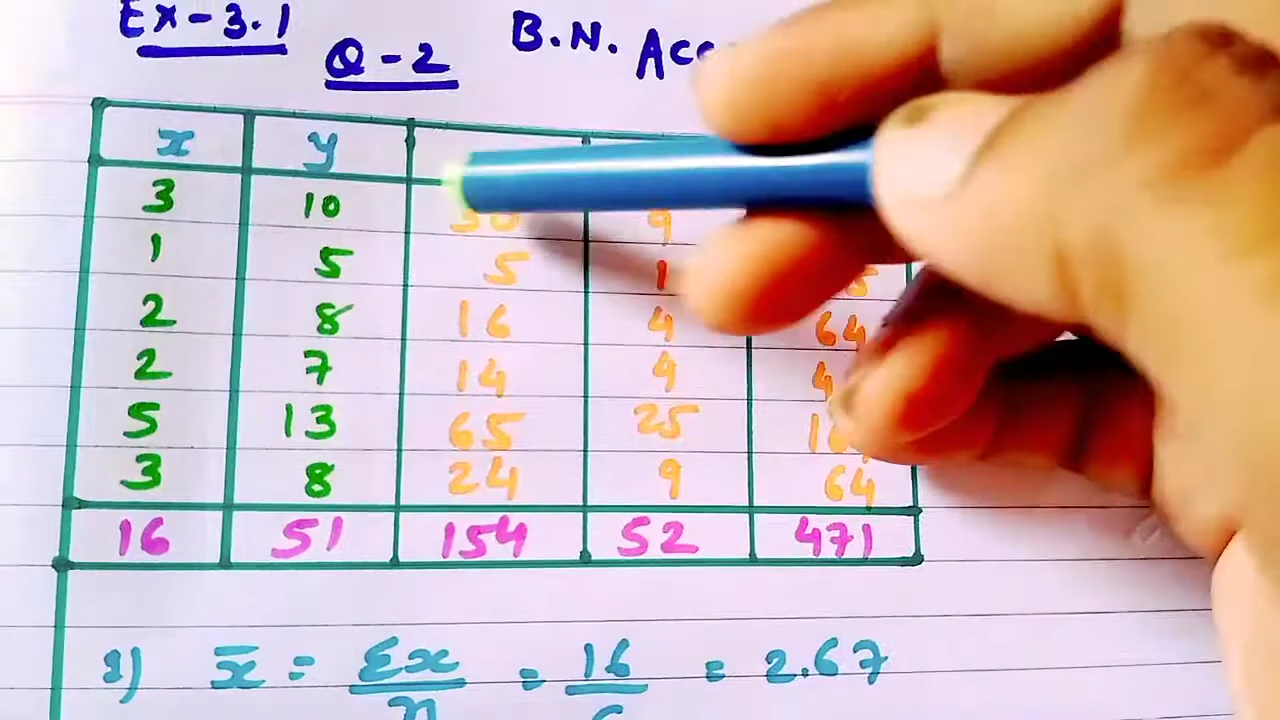 Ex-3.1
Q-2 B.N.
x y
3 10 30 9
1 5 5 1
2 8 16 4 64
2 7 14 4
5 13 65 25
3 8 24 9 64
16 51 154 52 471
x̄ = Σx/n = 16/6 = 2.67